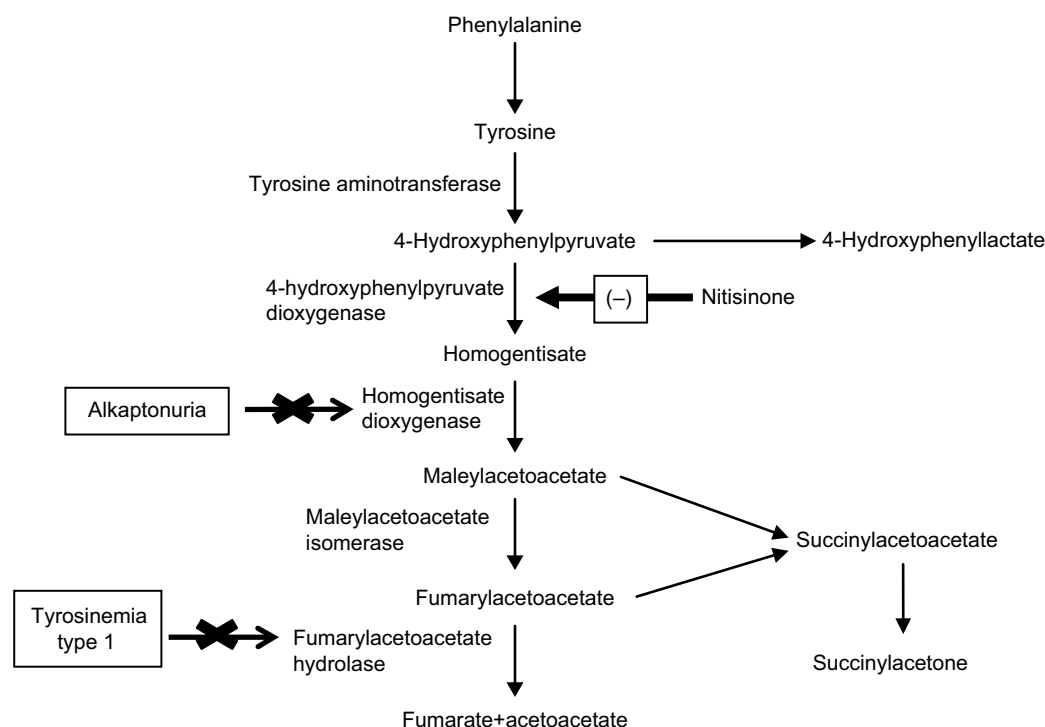 Phenylalanine
Tyrosine
Tyrosine aminotransferase
4-Hydroxyphenylpyruvate
4-Hydroxyphenyllactate
4-hydroxyphenylpyruvate
dioxygenase
(–)
Nitisinone
Homogentisate
Alkaptonuria
Homogentisate
dioxygenase
Maleylacetoacetate
Maleylacetoacetate
isomerase
Succinylacetoacetate
Fumarylacetoacetate
Tyrosinemia
type 1
Fumarylacetoacetate
hydrolase
Succinylacetone
Fumarate+acetoacetate